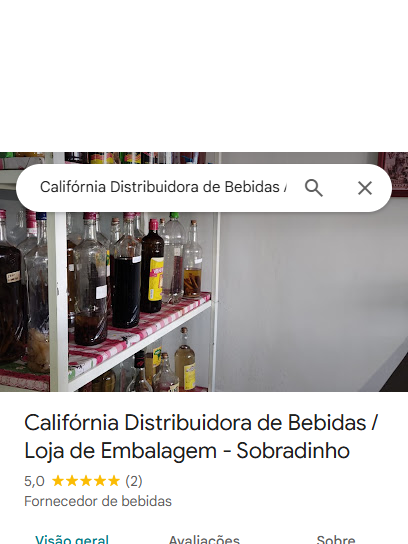 Califórnia Distribuidora de Bebidas /
Califórnia Distribuidora de Bebidas /
Loja de Embalagem - Sobradinho
5,0 (2)
Fornecedor de bebidas
Visão geral Avaliações Sobre